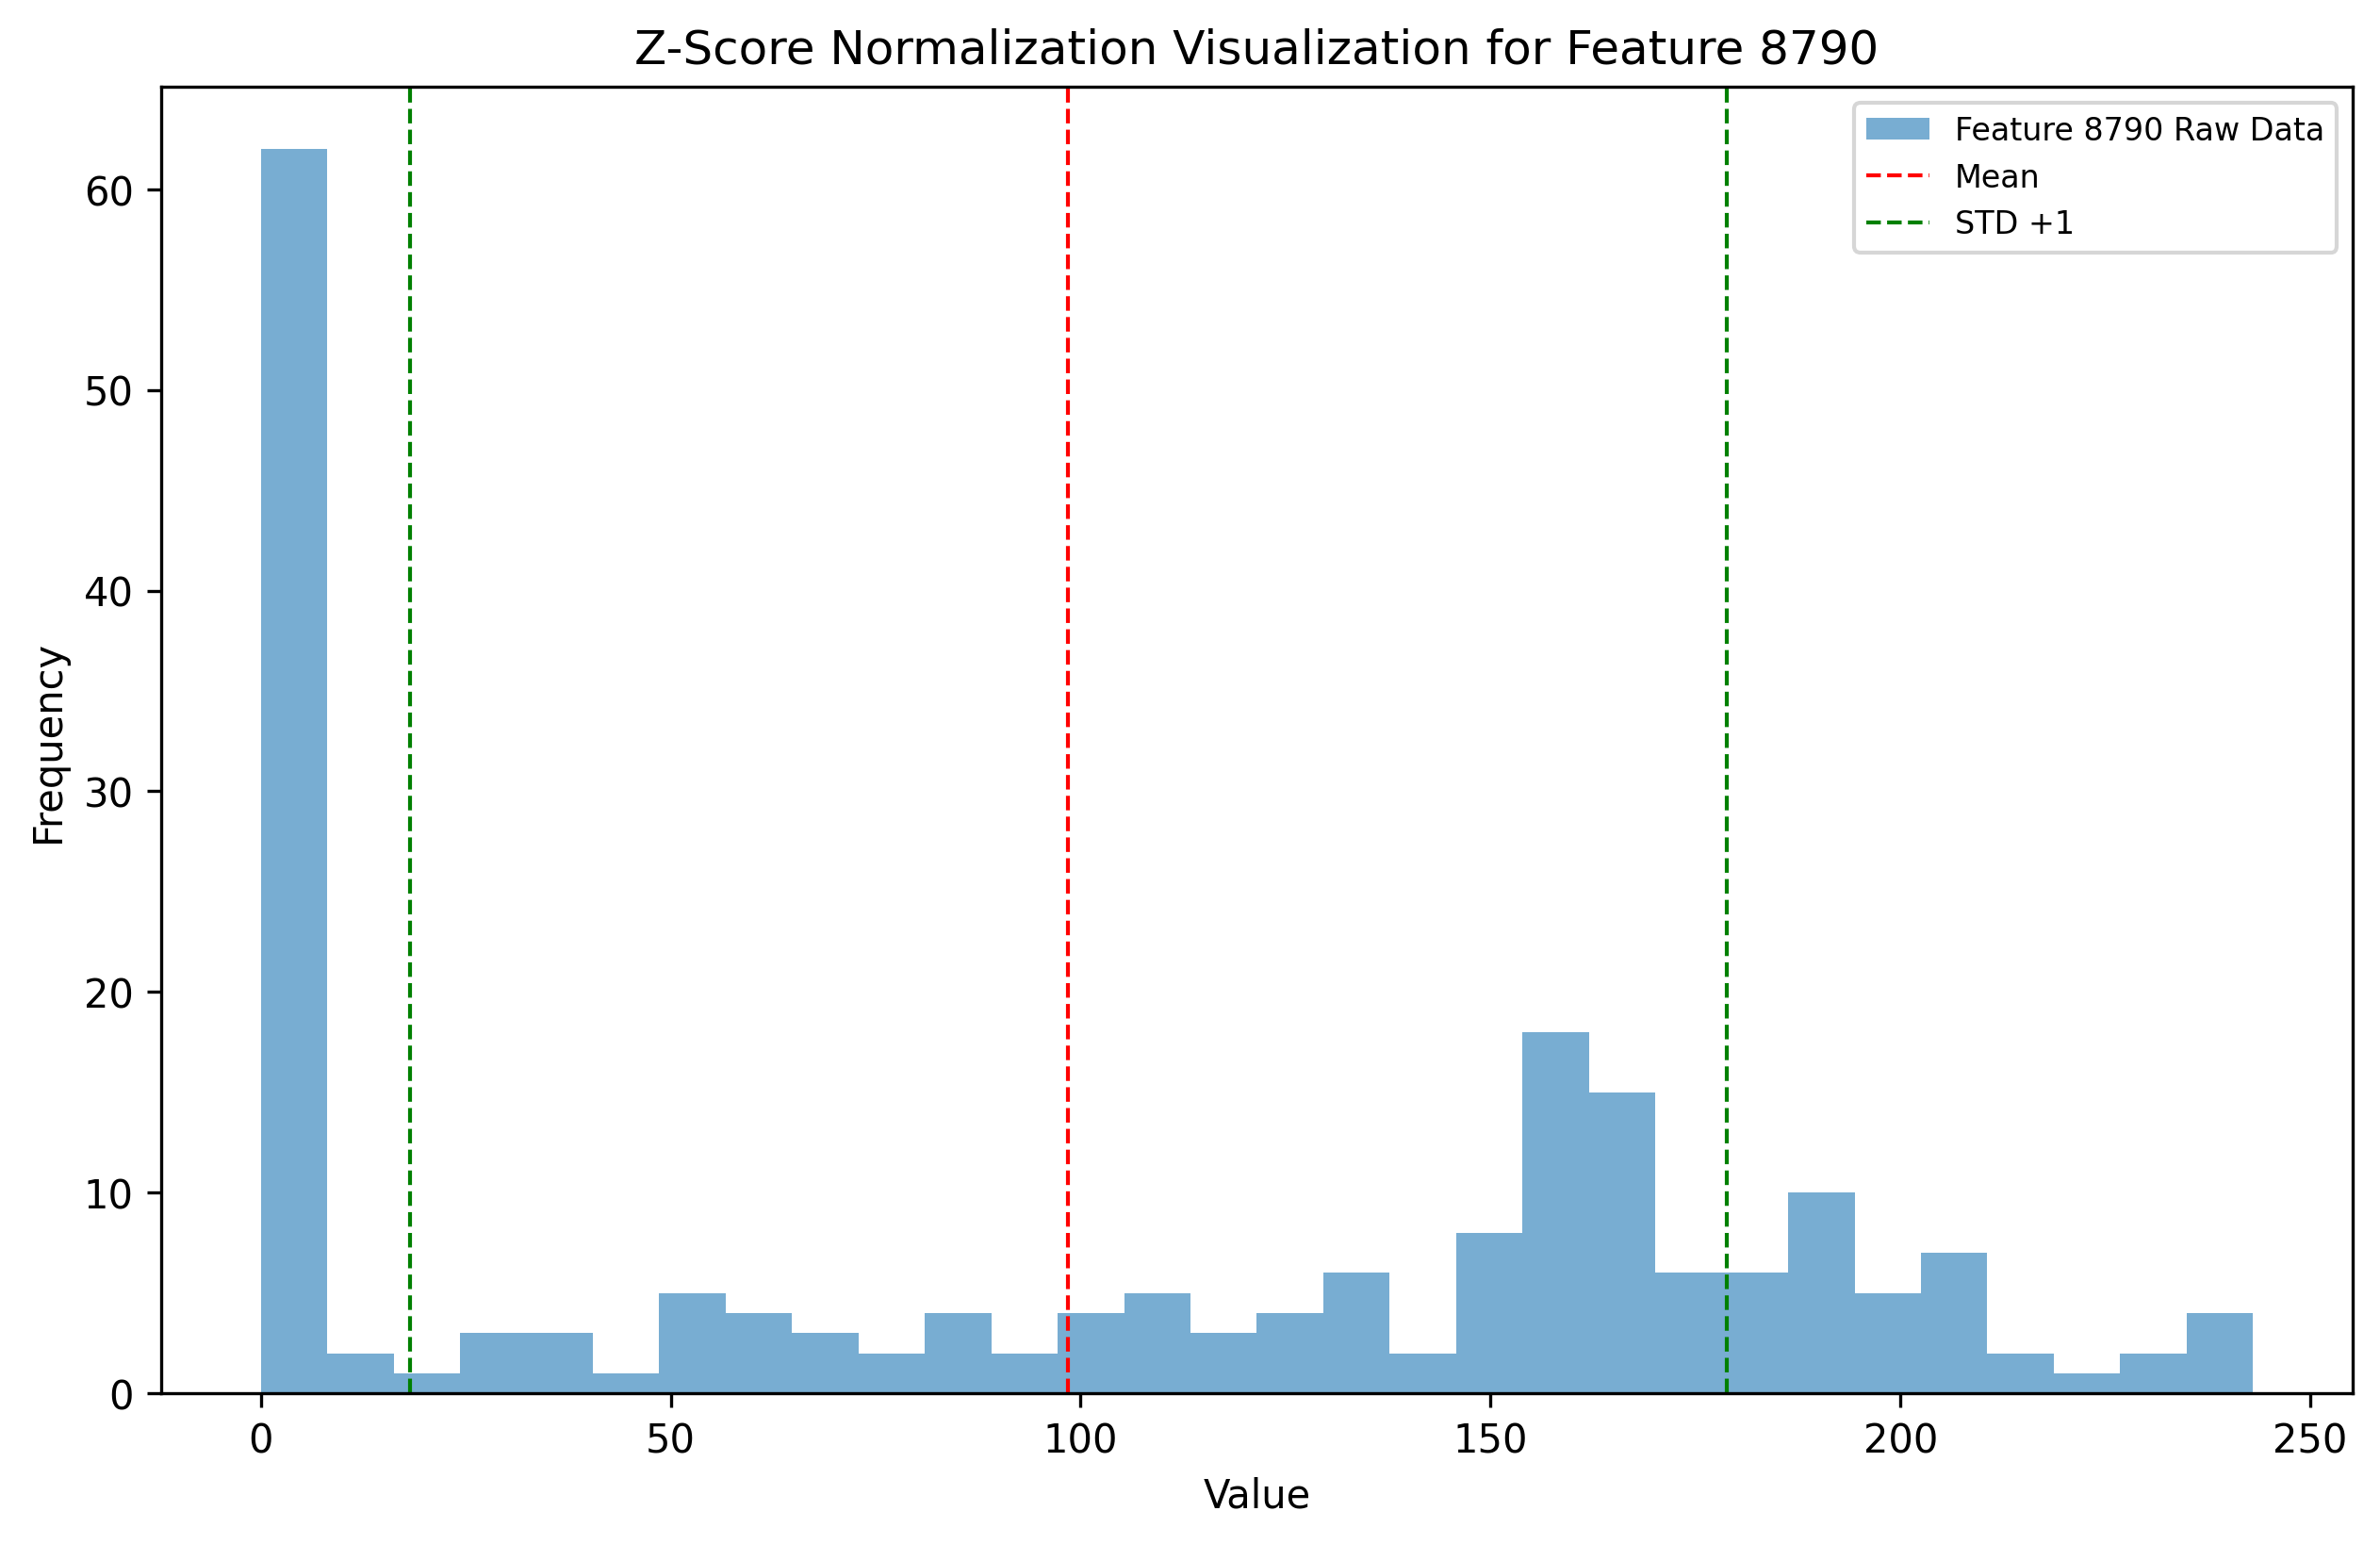 Z-Score Normalization Visualization for Feature 8790
Feature 8790 Raw Data
Mean
STD +1
60
50
40
30
20
10
0
Frequency
0 50 100 150 200 250
Value